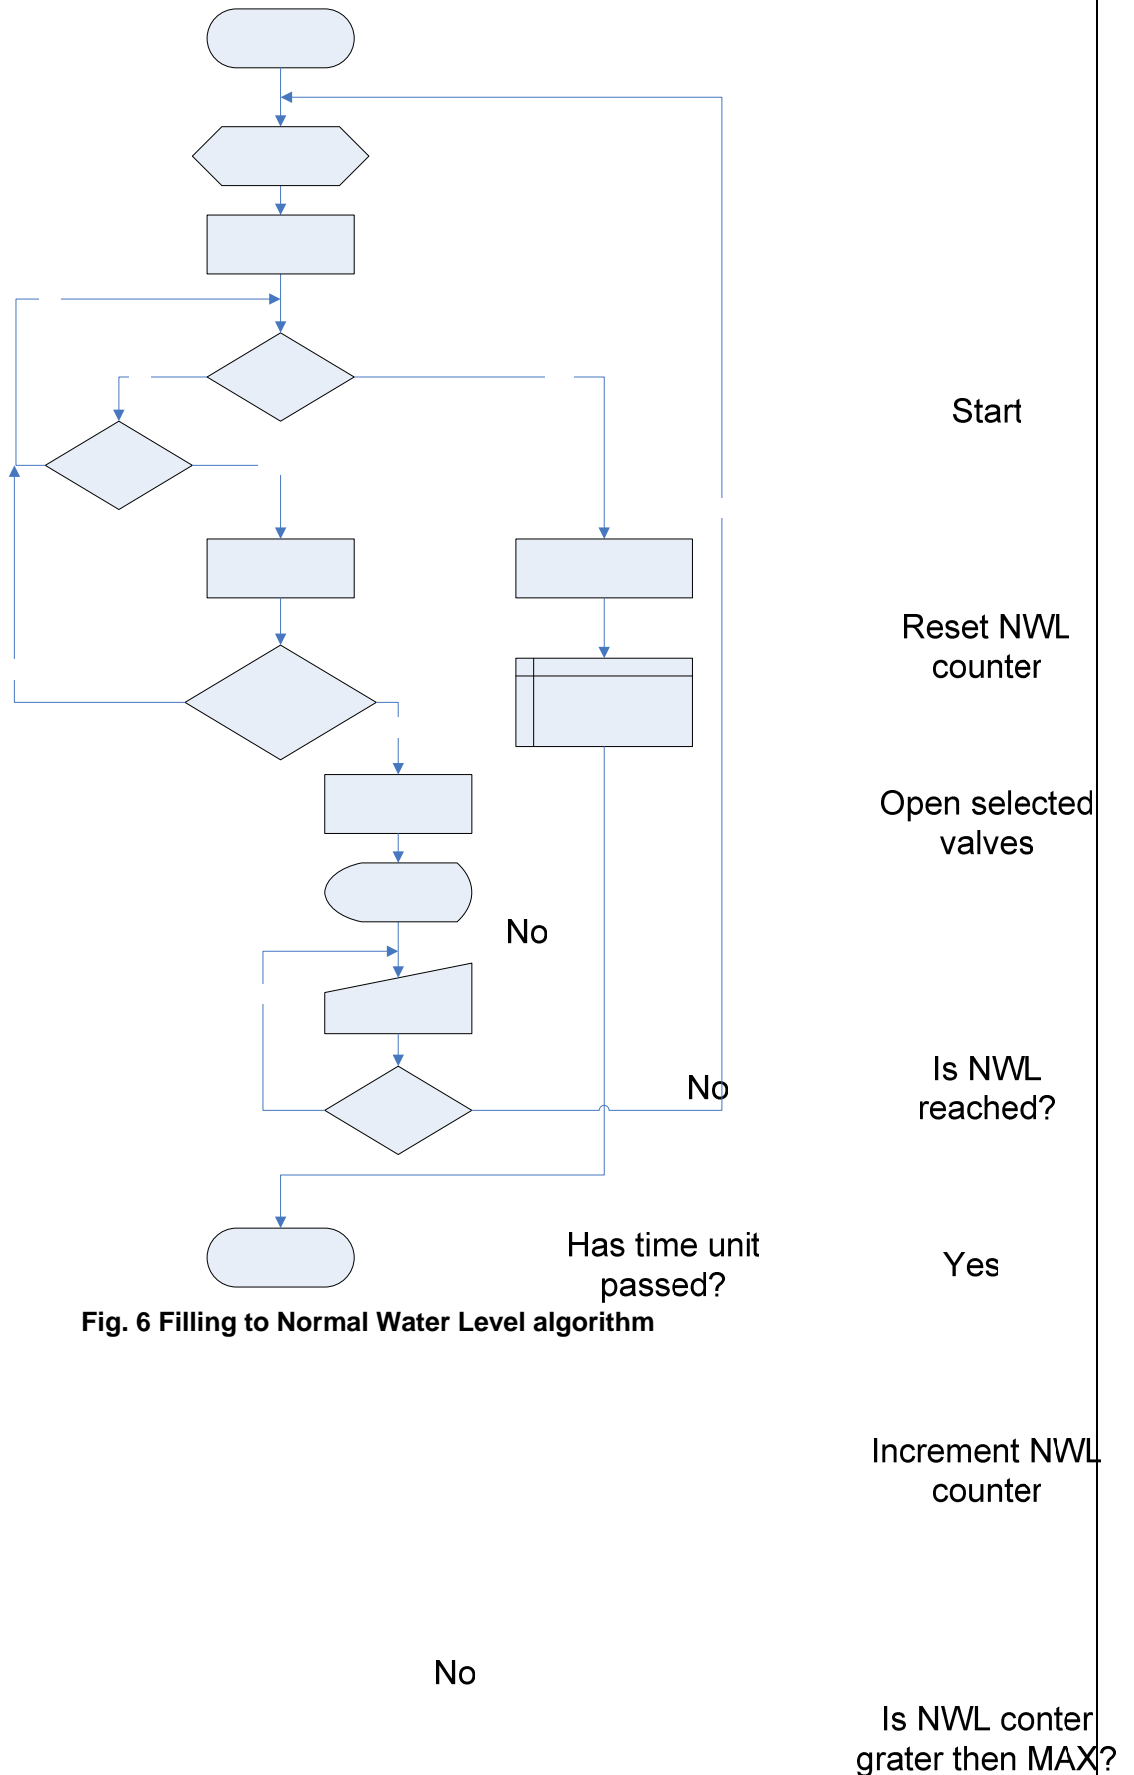 Start
Reset NWL
counter
Open selected
valves
No
Is NWL
reached?
No
Has time unit
passed?
Yes
Fig. 6 Filling to Normal Water Level algorithm
Increment NWL
counter
No
Is NWL conter
grater then MAX?